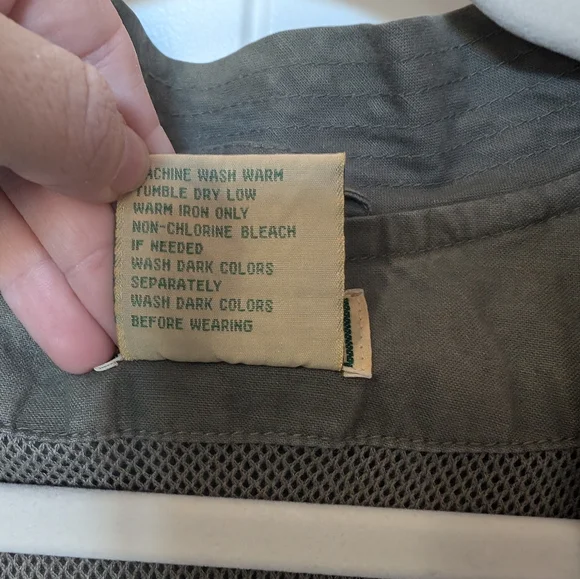 MACHINE WASH WARM
TUMBLE DRY LOW
WARM IRON ONLY
NON-CHLORINE BLEACH
IF NEEDED
WASH DARK COLORS
SEPARATELY
WASH DARK COLORS
BEFORE WEARING